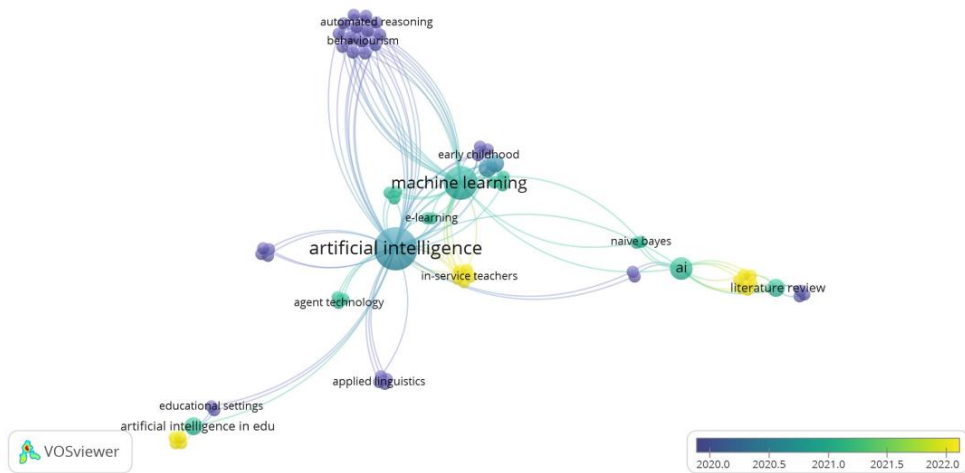 automated reasoning
behaviourism
early childhood
machine learning
e-learning
naive bayes
artificial intelligence
ai
in-service teachers
literature review
agent technology
applied linguistics
educational settings
artificial intelligence in edu
VOSviewer
2020.0 2020.5 2021.0 2021.5 2022.0